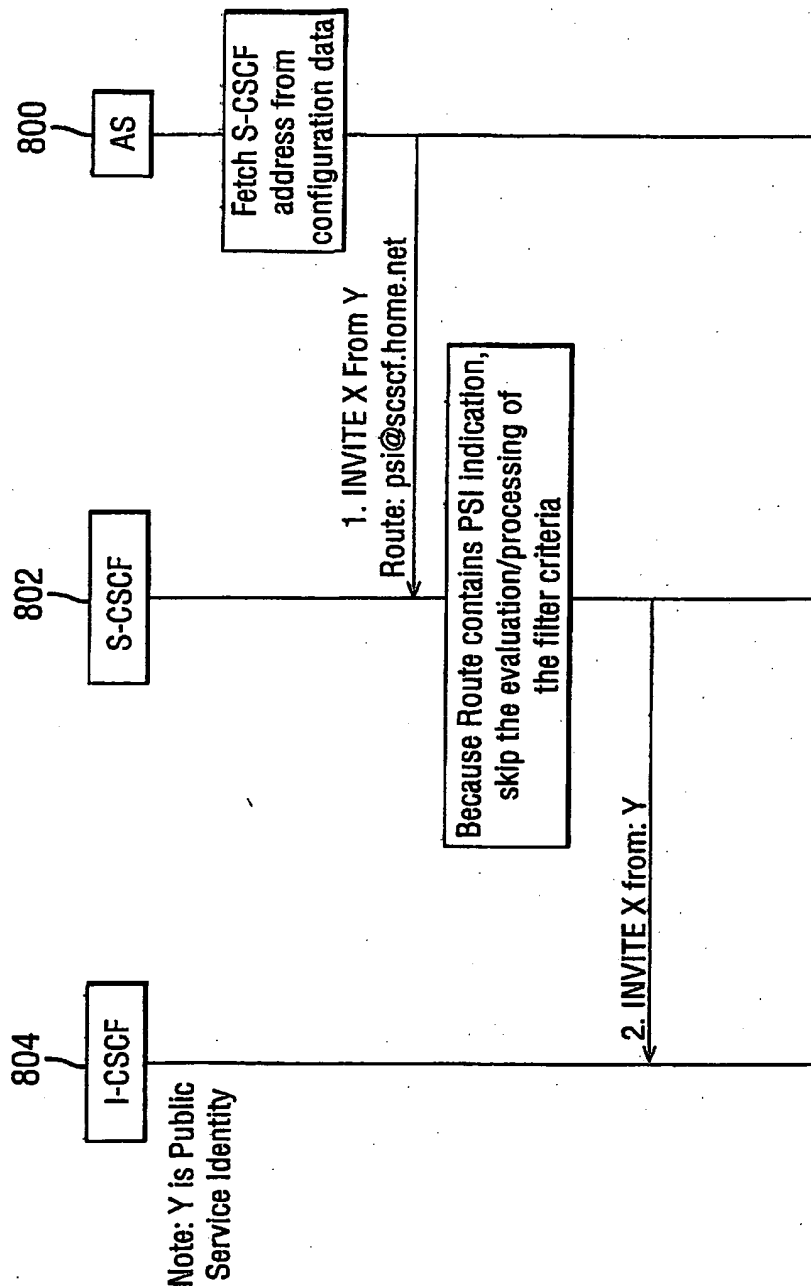 804
I-CSCF
Note: Y is Public
Service Identity
802
S-CSCF
800
AS
Fetch S-CSCF
address from
configuration data
1. INVITE X From Y
Route: psi@scscf.home.net
Because Route contains PSI indication,
skip the evaluation/processing of
the filter criteria
2. INVITE X from: Y